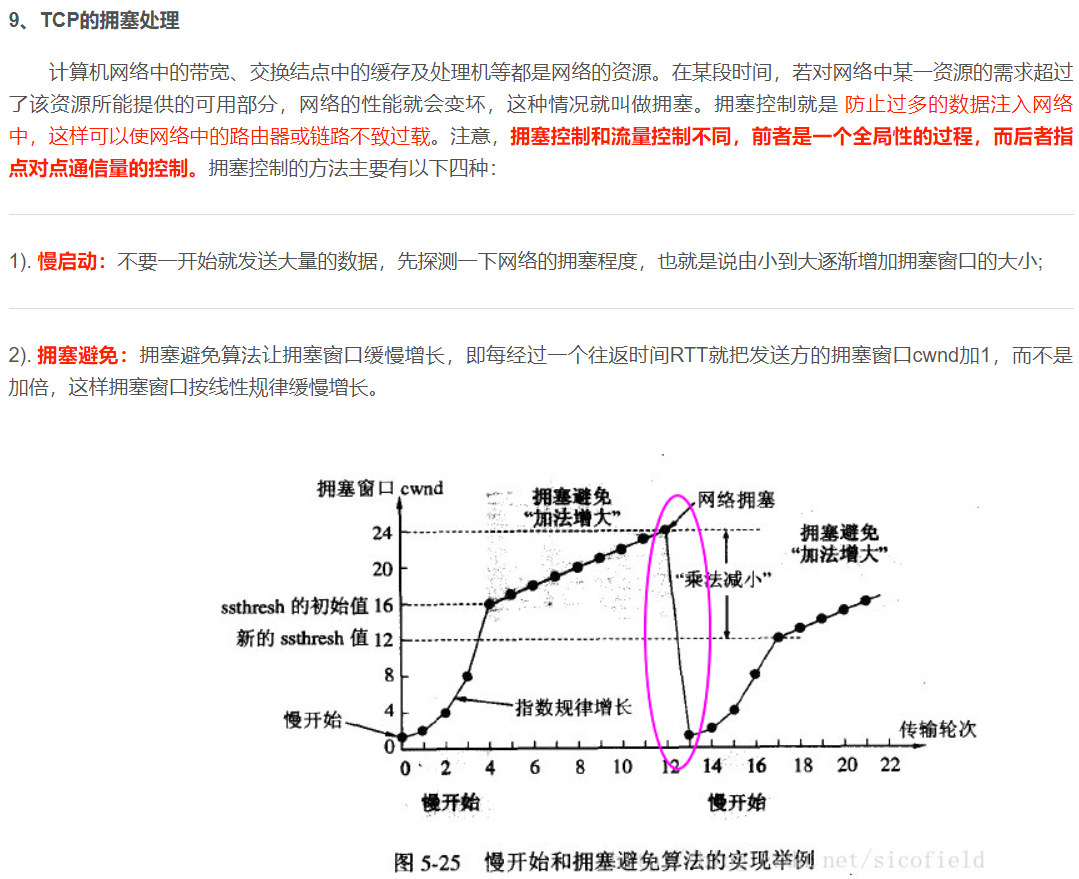 9、TCP的拥塞处理
计算机网络中的带宽、交换结点中的缓存及处理机等都是网络的资源。在某段时间，若对网络中某一资源的需求超过
了该资源所能提供的可用部分，网络的性能就会变坏，这种情况就叫做拥塞。拥塞控制就是 防止过多的数据注入网络
中，这样可以使网络中的路由器或链路不致过载。注意，拥塞控制和流量控制不同，前者是一个全局性的过程，而后者指
点对点通信量的控制。拥塞控制的方法主要有以下四种：
1). 慢启动：不要一开始就发送大量的数据，先探测一下网络的拥塞程度，也就是说由小到大逐渐增加拥塞窗口的大小;
2). 拥塞避免：拥塞避免算法让拥塞窗口缓慢增长，即每经过一个往返时间RTT就把发送方的拥塞窗口cwnd加1，而不是
加倍，这样拥塞窗口按线性规律缓慢增长。
拥塞窗口 cwnd
拥塞避免
“加法增大”
网络拥塞
拥塞避免
“加法增大”
24
20
“乘法减小”
ssthresh 的初始值 16
新的 ssthresh 值 12
8
4
指数规律增长
慢开始
0
传输轮次
0 2 4 6 8 10 12 14 16 18 20 22
慢开始
慢开始
图 5-25 慢开始和拥塞避免算法的实现举例
.net/sicofield